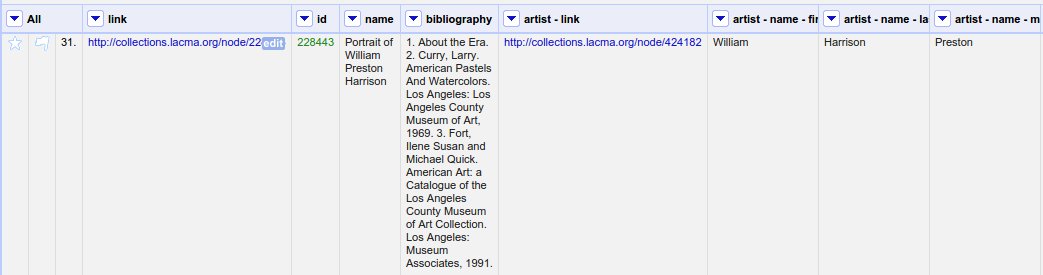 All link id name bibliography artist - link artist - name - fir artist - name - la artist - name - m
31. http://collections.lacma.org/node/22 edit 228443 Portrait of 1. About the Era. http://collections.lacma.org/node/424182 William Harrison Preston
William 2. Curry, Larry.
Preston American Pastels
Harrison And Watercolors.
Los Angeles: Los
Angeles County
Museum of Art,
1969. 3. Fort,
Ilene Susan and
Michael Quick.
American Art: a
Catalogue of the
Los Angeles
County Museum
of Art Collection.
Los Angeles:
Museum
Associates, 1991.